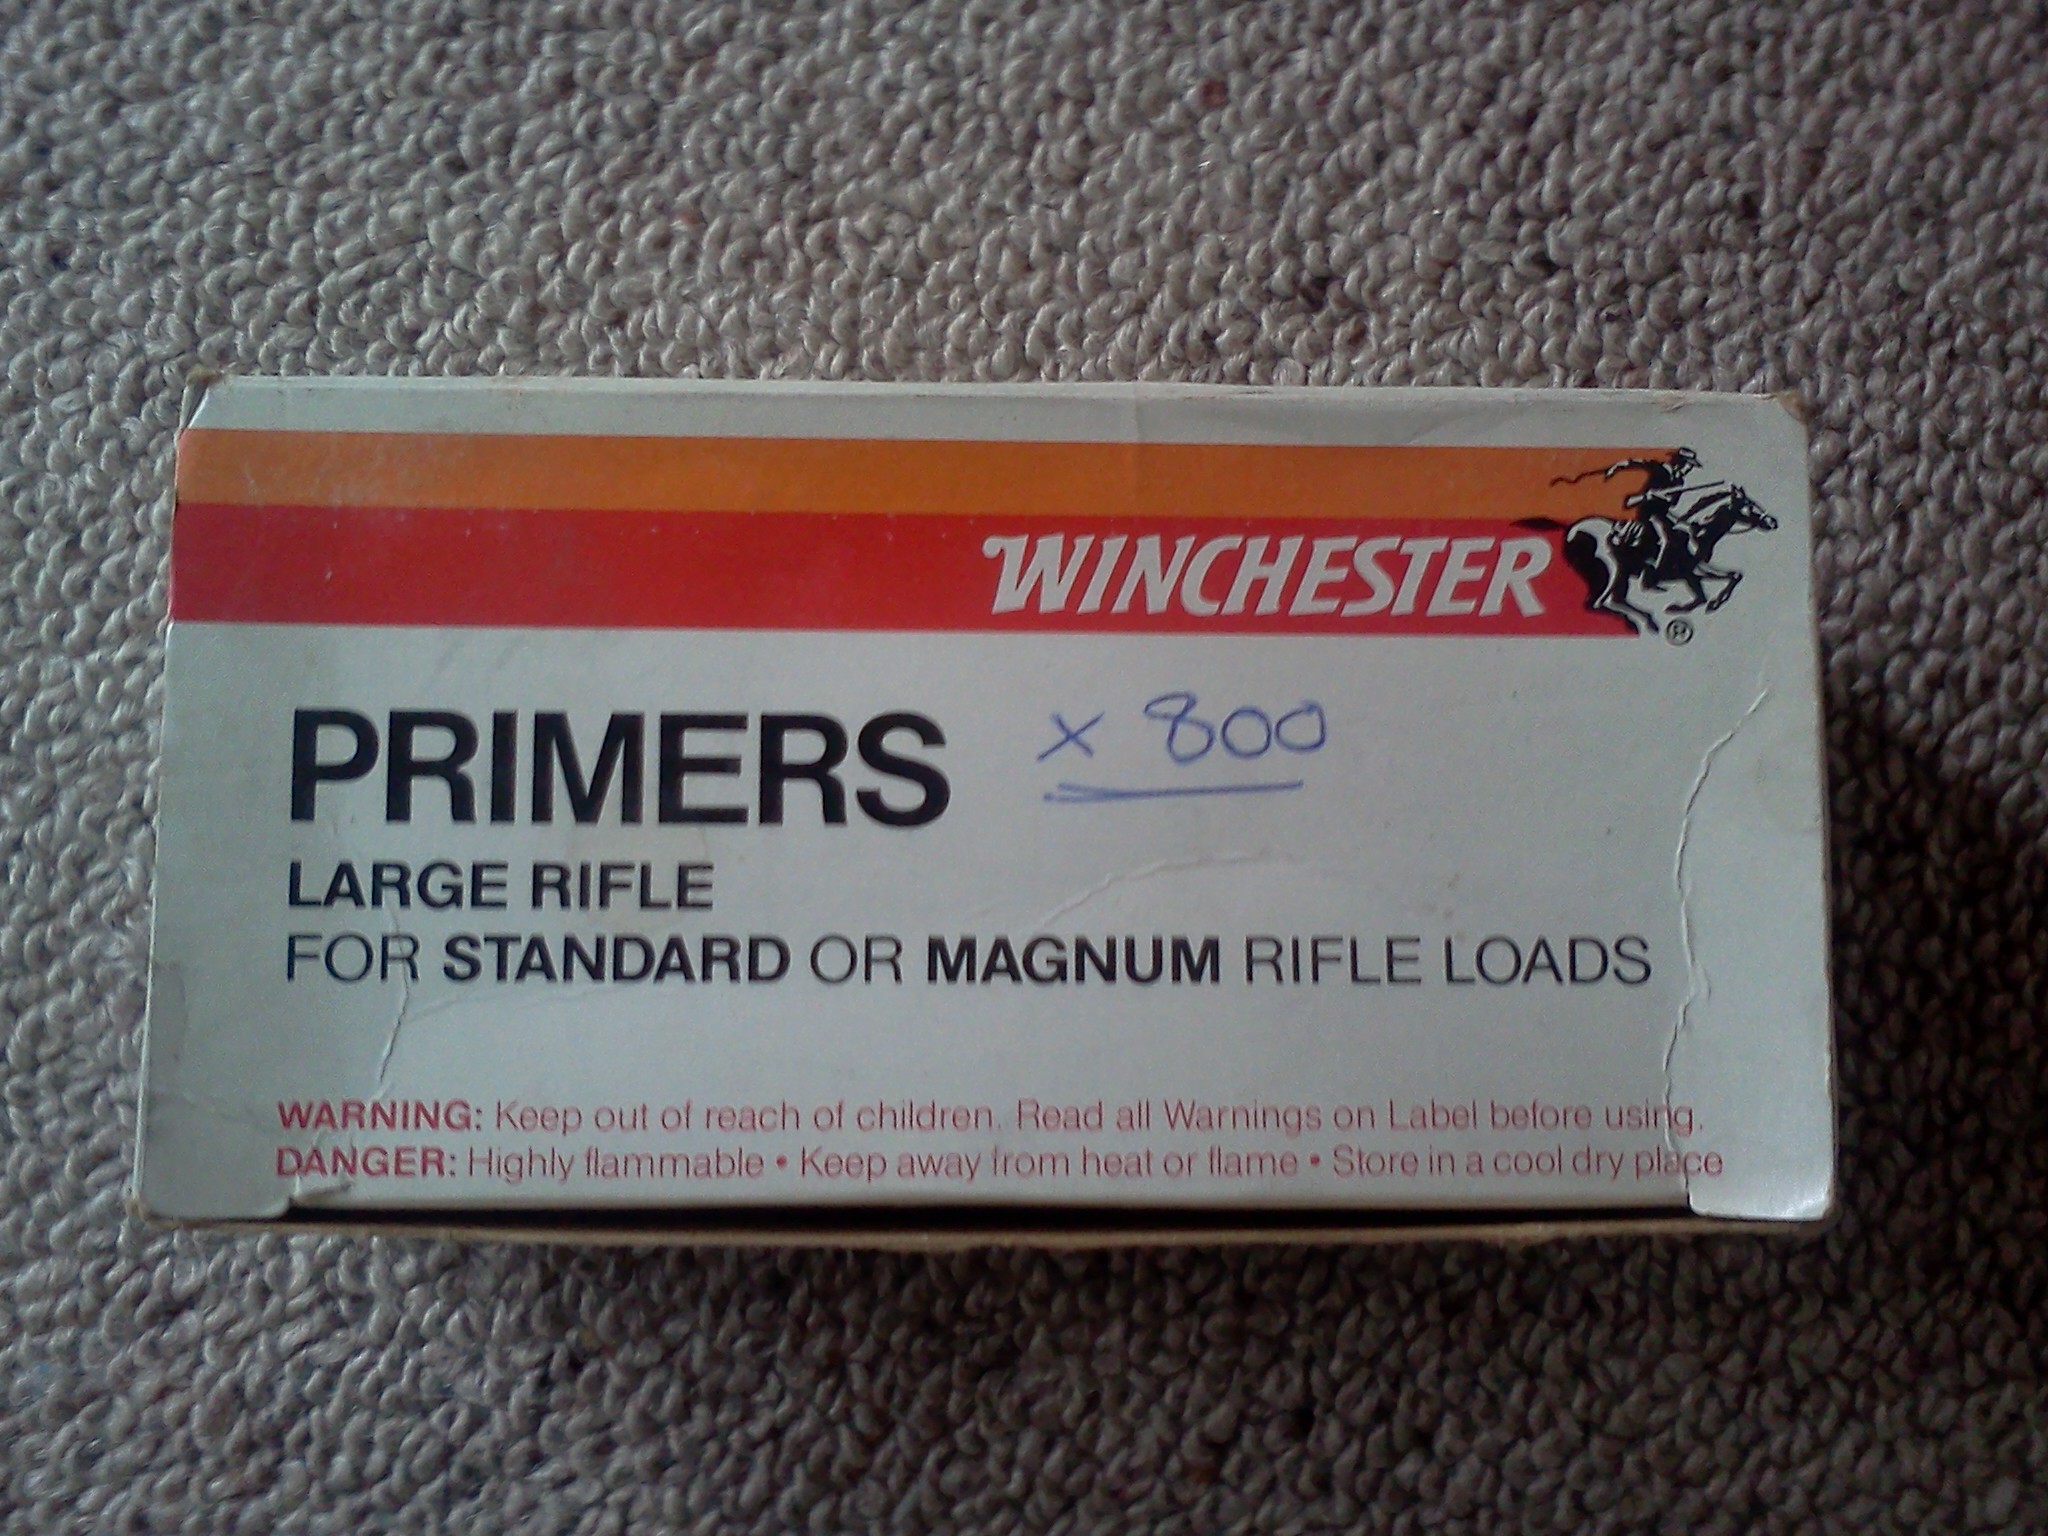 WINCHESTER
®
PRIMERS x 800
LARGE RIFLE
FOR STANDARD OR MAGNUM RIFLE LOADS
WARNING: Keep out of reach of children. Read all Warnings on Label before using.
DANGER: Highly flammable • Keep away from heat or flame • Store in a cool dry place